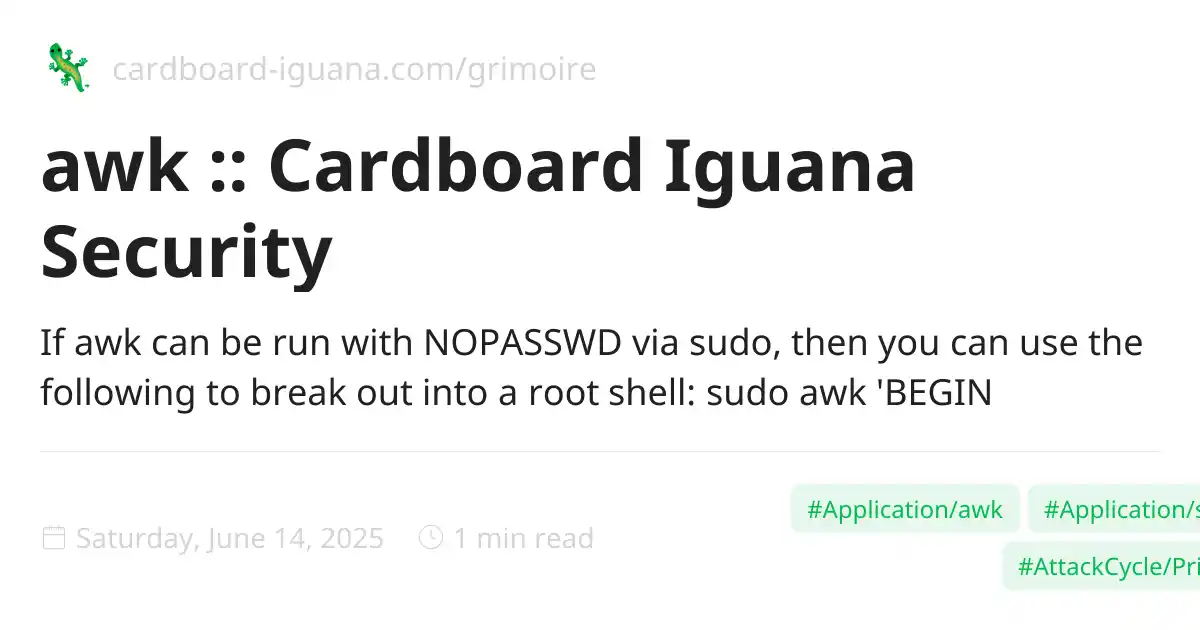 cardboard-iguana.com/grimoire
awk :: Cardboard Iguana
Security
If awk can be run with NOPASSWD via sudo, then you can use the
following to break out into a root shell: sudo awk 'BEGIN
Saturday, June 14, 2025 1 min read
#Application/awk #Application/s
#AttackCycle/Pri